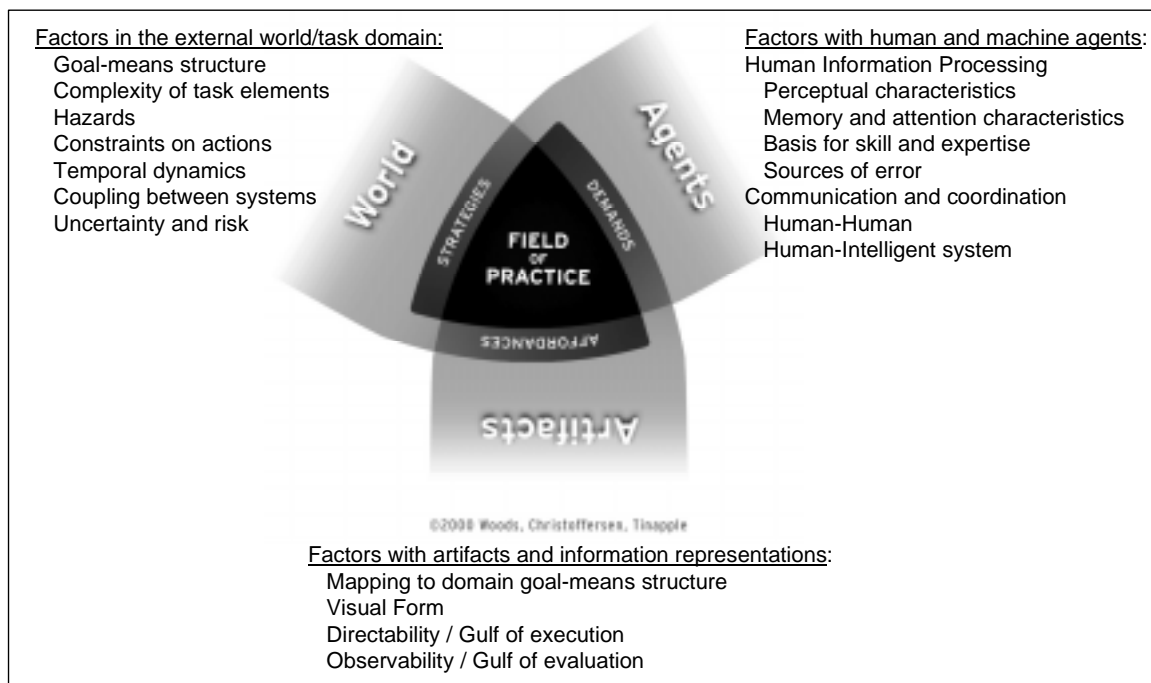 Factors in the external world/task domain:
Goal-means structure
Complexity of task elements
Hazards
Constraints on actions
Temporal dynamics
Coupling between systems
Uncertainty and risk
Factors with human and machine agents:
Human Information Processing
Perceptual characteristics
Memory and attention characteristics
Basis for skill and expertise
Sources of error
Communication and coordination
Human-Human
Human-Intelligent system
World
Agents
STRATEGIES
DEMANDS
FIELD
OF
PRACTICE
AFFORDANCES
Artifacts
©2000 Woods, Christoffersen, Tinapple
Factors with artifacts and information representations:
Mapping to domain goal-means structure
Visual Form
Directability / Gulf of execution
Observability / Gulf of evaluation